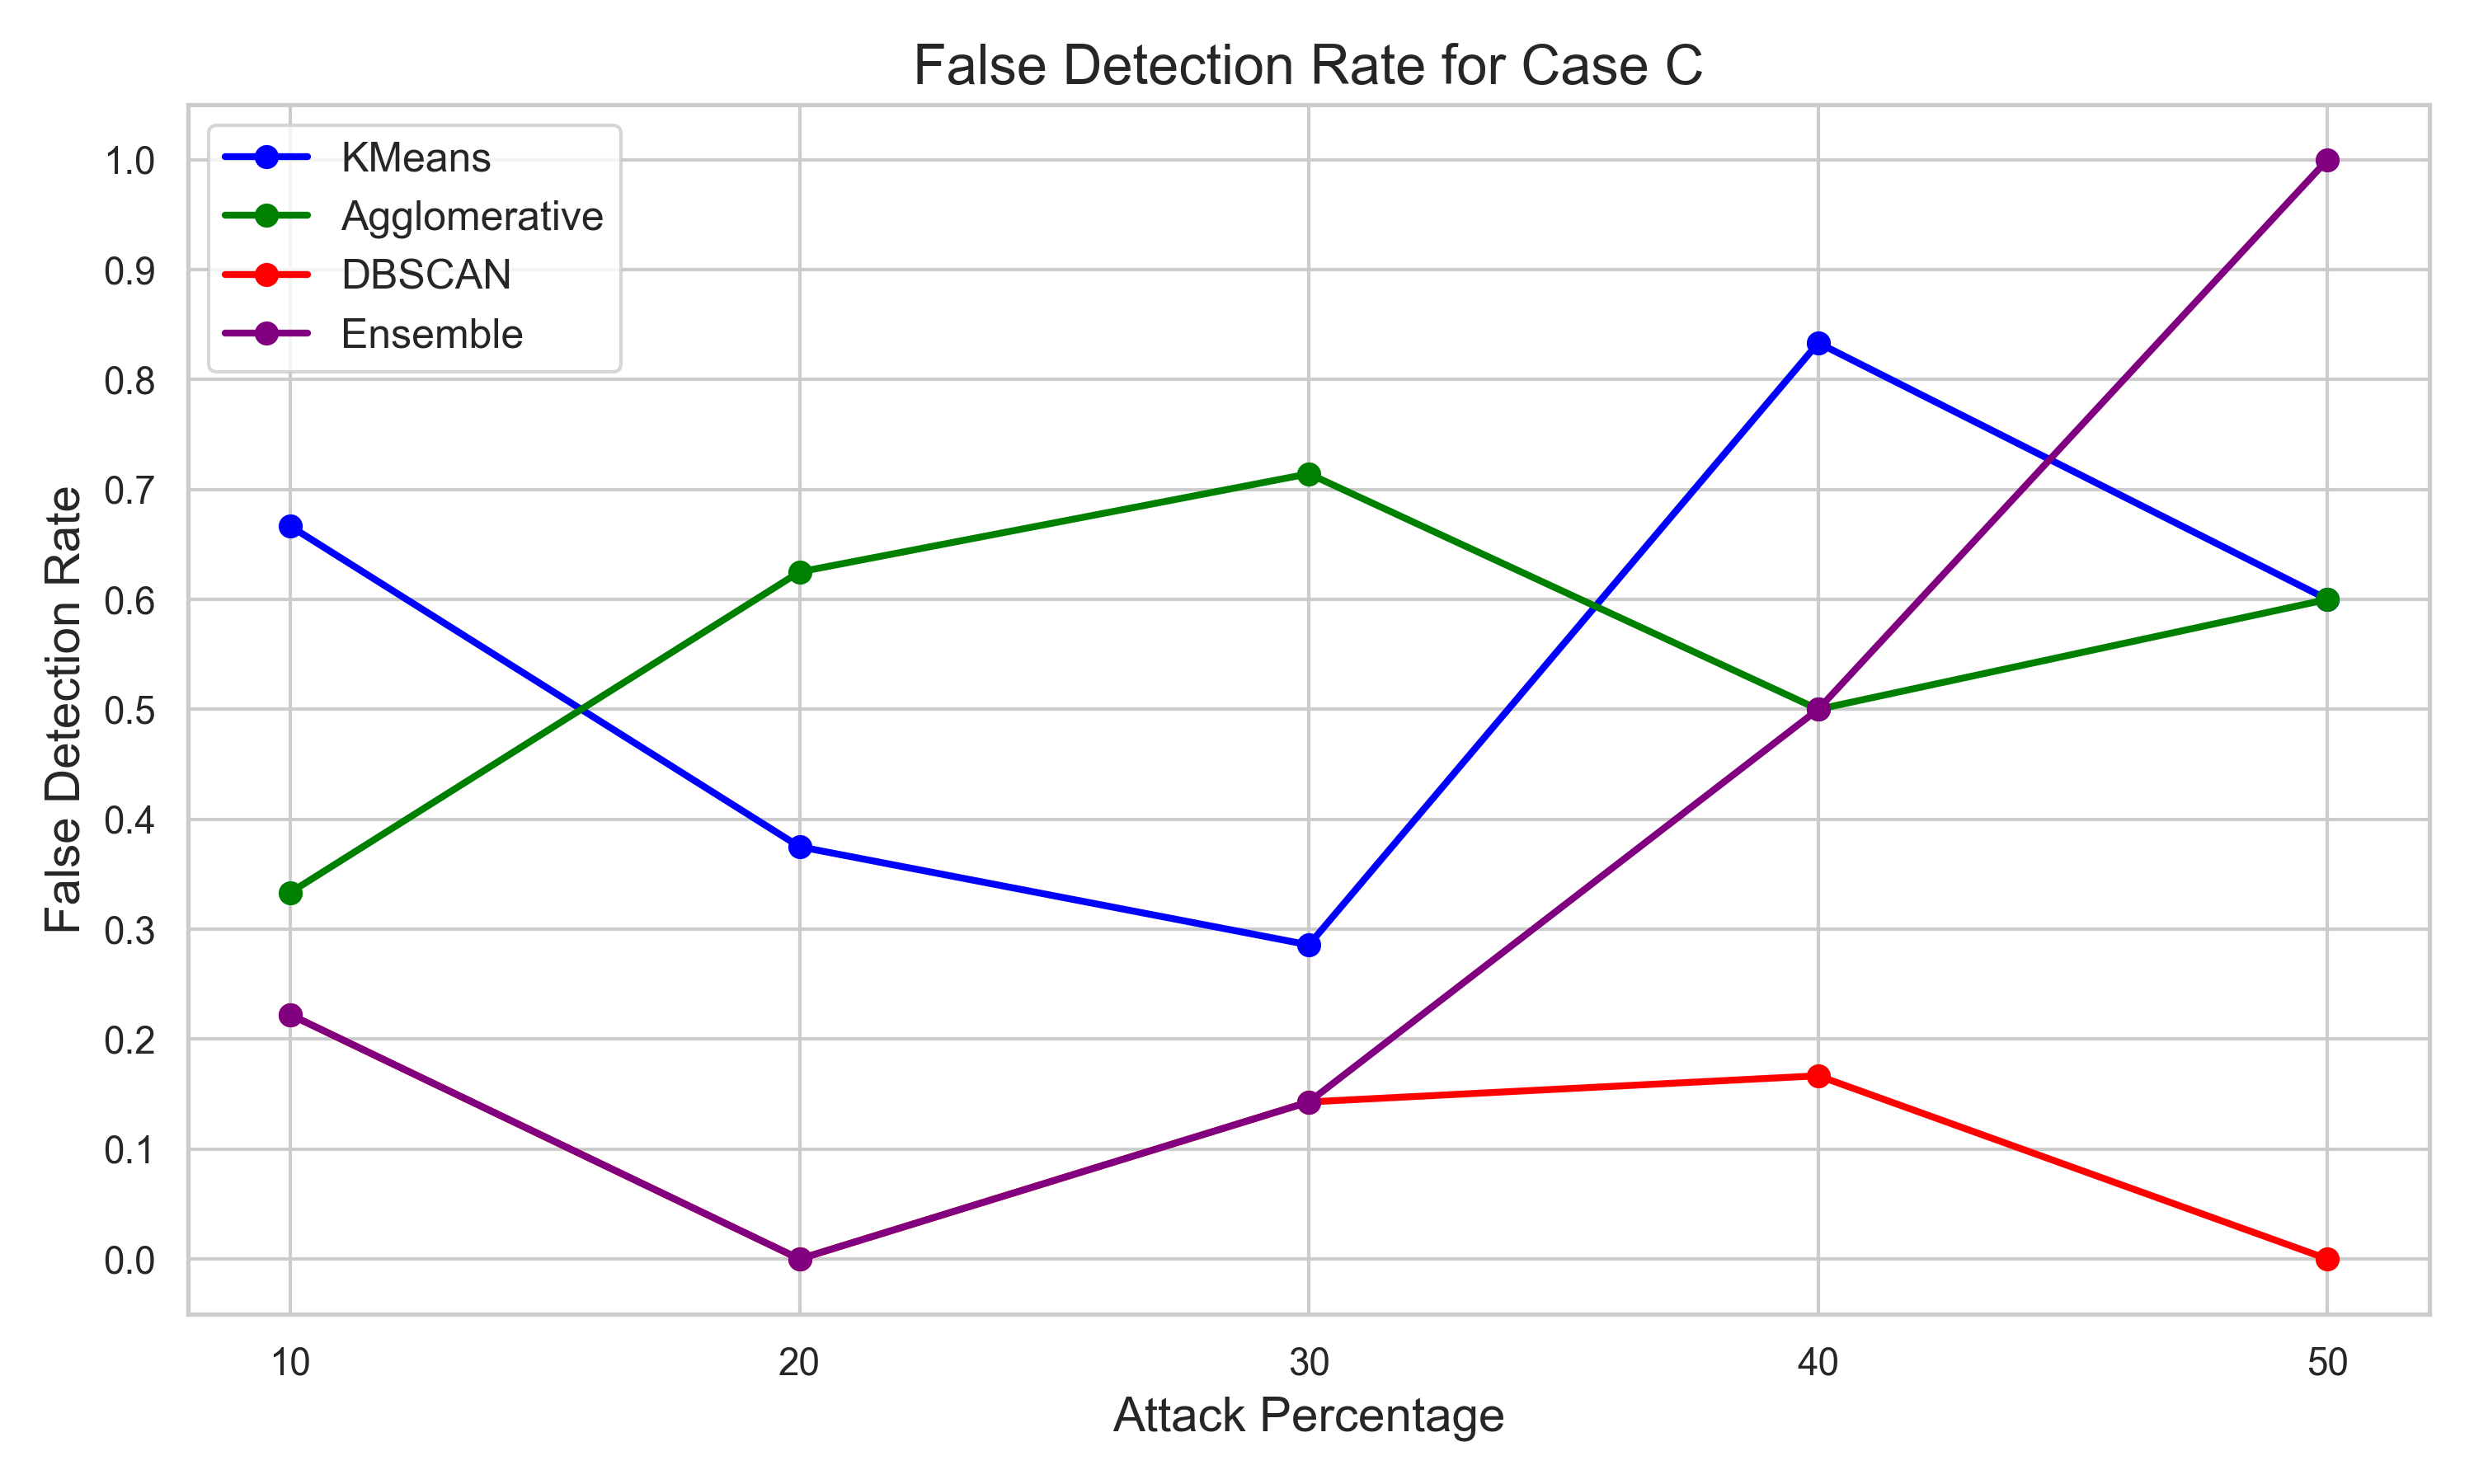 False Detection Rate for Case C
KMeans
Agglomerative
DBSCAN
Ensemble
False Detection Rate
1.0
0.9
0.8
0.7
0.6
0.5
0.4
0.3
0.2
0.1
0.0
10 20 30 40 50
Attack Percentage